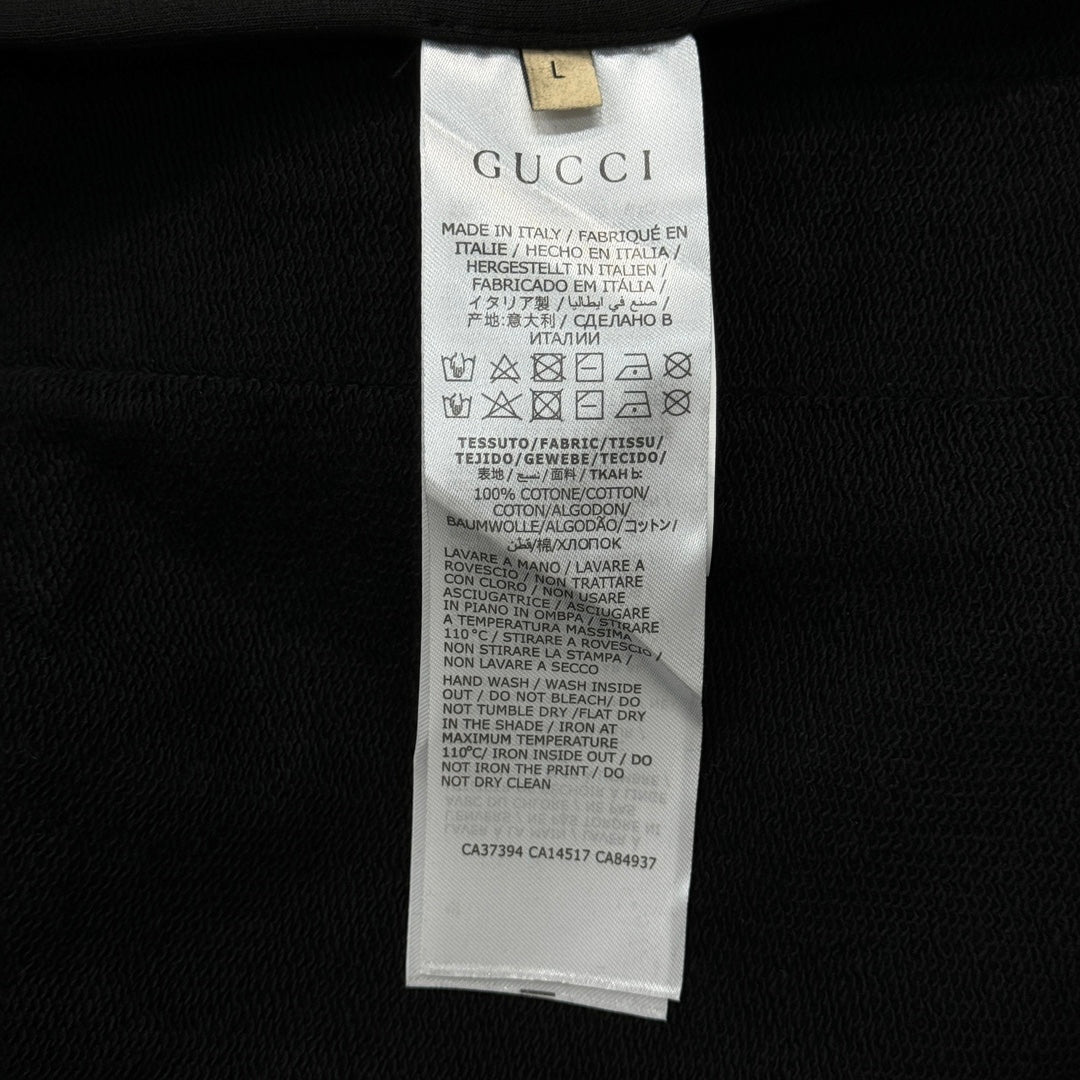 L
GUCCI
MADE IN ITALY / FABRIQUÉ EN
ITALIE / HECHO EN ITALIA /
HERGESTELLT IN ITALIEN /
FABRICADO EM ITÁLIA /
イタリア製 / صنع في ايطاليا /
产地:意大利 / СДЕЛАНО В
ИТАЛИИ
TESSUTO/FABRIC/TISSU/
TEJIDO/GEWEBE/TECIDO/
表地/نسيج/面料/ТКАНЬ:
100% COTONE/COTTON/
COTON/ALGODON/
BAUMWOLLE/ALGODÃO/コットン/
قطن/棉/ХЛОПОК
LAVARE A MANO / LAVARE A
ROVESCIO / NON TRATTARE
CON CLORO / NON USARE
ASCIUGATRICE / ASCIUGARE
IN PIANO IN OMBPA / STIRARE
A TEMPERATURA MASSIMA
110°C / STIRARE A ROVESCIO /
NON STIRARE LA STAMPA /
NON LAVARE A SECCO
HAND WASH / WASH INSIDE
OUT / DO NOT BLEACH/ DO
NOT TUMBLE DRY /FLAT DRY
IN THE SHADE / IRON AT
MAXIMUM TEMPERATURE
110°C/ IRON INSIDE OUT / DO
NOT IRON THE PRINT / DO
NOT DRY CLEAN
CA37394 CA14517 CA84937